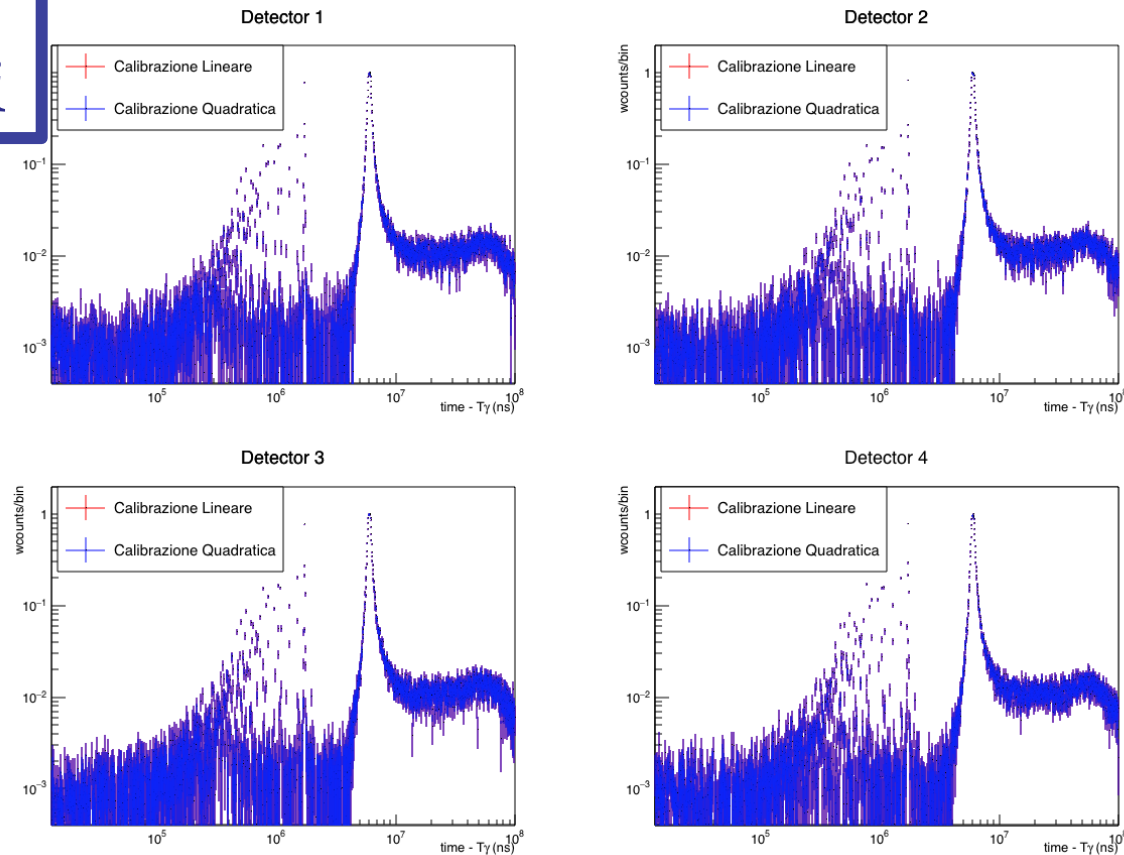 Detector 1
Calibrazione Lineare
Calibrazione Quadratica
10⁻¹
10⁻²
10⁻³
10⁵ 10⁶ 10⁷ 10⁸
time - Tγ (ns)
Detector 2
wcounts/bin
Calibrazione Lineare
Calibrazione Quadratica
1
10⁻¹
10⁻²
10⁻³
10⁵ 10⁶ 10⁷
time - Tγ (ns)
Detector 3
wcounts/bin
Calibrazione Lineare
Calibrazione Quadratica
1
10⁻¹
10⁻²
10⁻³
10⁵ 10⁶ 10⁷ 10⁸
time - Tγ (ns)
Detector 4
wcounts/bin
Calibrazione Lineare
Calibrazione Quadratica
1
10⁻¹
10⁻²
10⁻³
10⁵ 10⁶ 10⁷
time - Tγ (ns)